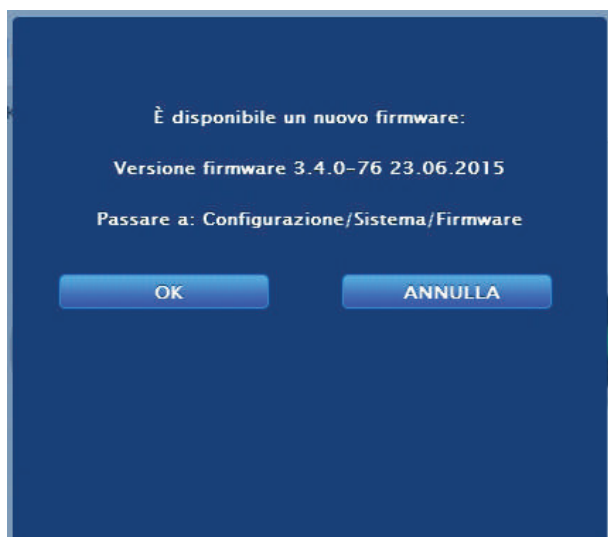 È disponibile un nuovo firmware:
Versione firmware 3.4.0-76 23.06.2015
Passare a: Configurazione/Sistema/Firmware
OK
ANNULLA